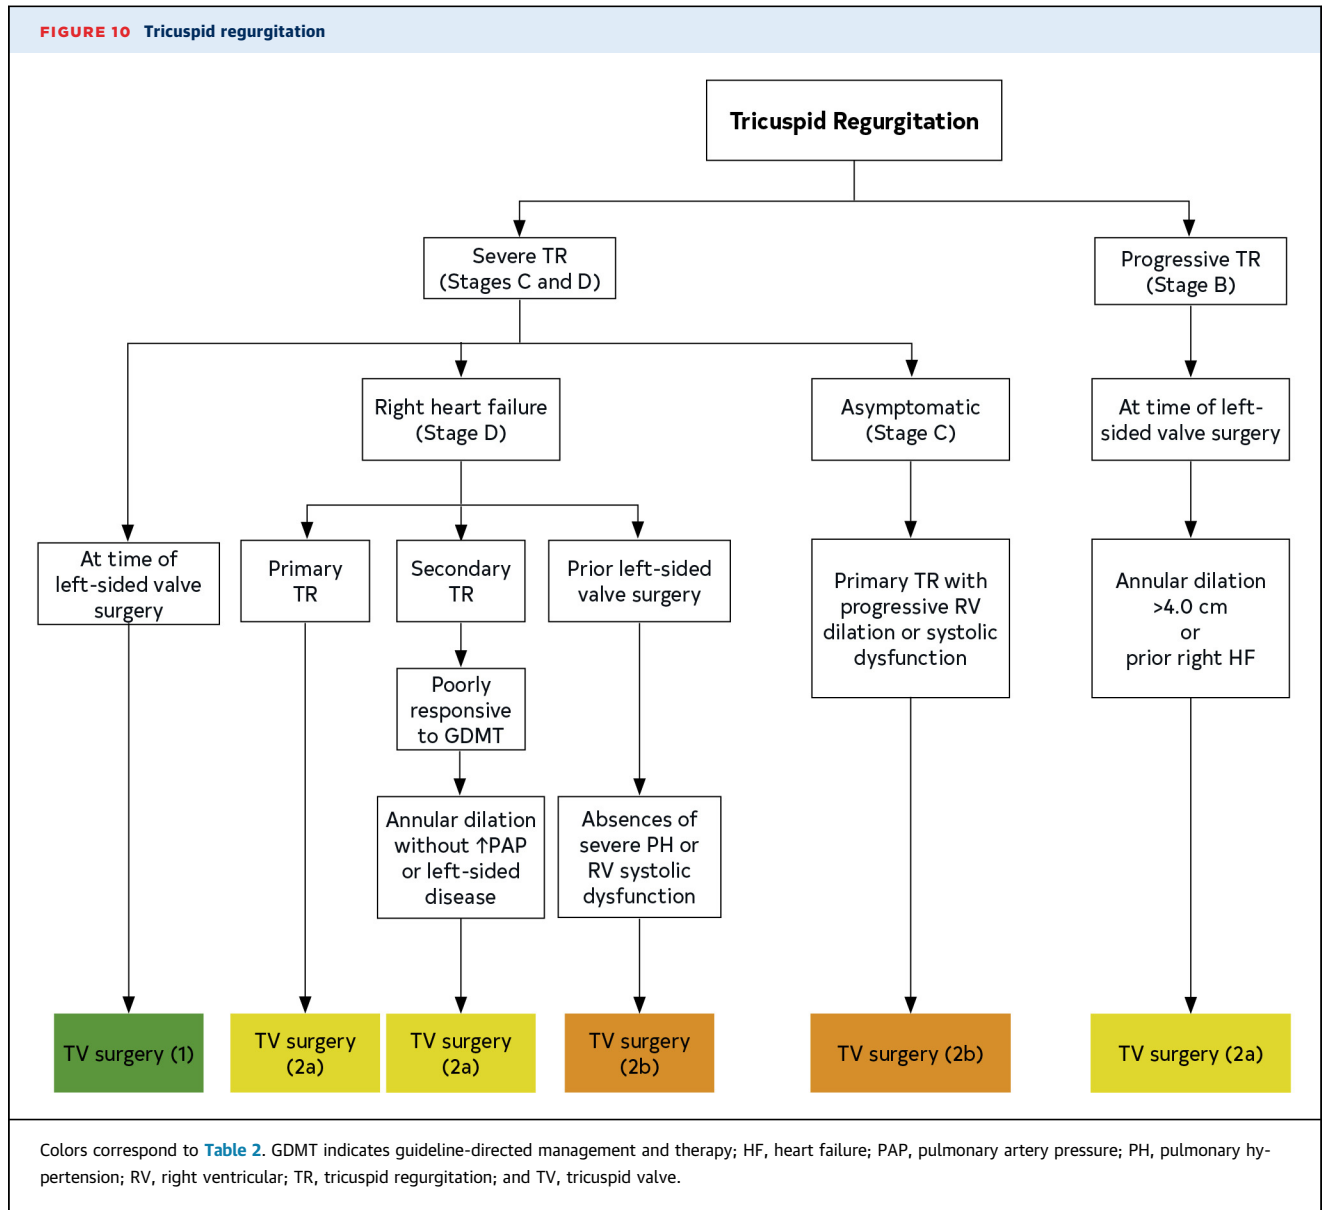 FIGURE 10 Tricuspid regurgitation
Tricuspid Regurgitation
Severe TR
(Stages C and D)
Progressive TR
(Stage B)
Right heart failure
(Stage D)
Asymptomatic
(Stage C)
At time of left-
sided valve surgery
At time of
left-sided valve
surgery
Primary
TR
Secondary
TR
Prior left-sided
valve surgery
Primary TR with
progressive RV
dilation or systolic
dysfunction
Annular dilation
>4.0 cm
or
prior right HF
Poorly
responsive
to GDMT
Annular dilation
without ↑PAP
or left-sided
disease
Absences of
severe PH or
RV systolic
dysfunction
TV surgery (1)
TV surgery
(2a)
TV surgery
(2a)
TV surgery
(2b)
TV surgery (2b)
TV surgery (2a)
Colors correspond to Table 2. GDMT indicates guideline-directed management and therapy; HF, heart failure; PAP, pulmonary artery pressure; PH, pulmonary hy-
pertension; RV, right ventricular; TR, tricuspid regurgitation; and TV, tricuspid valve.